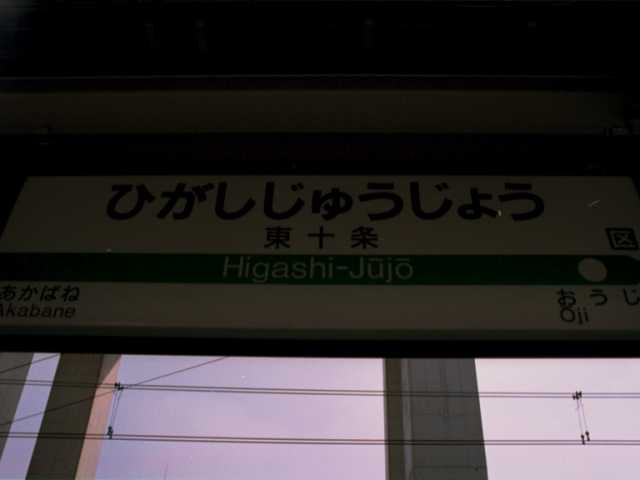 ひがしじゅうじょう
東十条
区
Higashi-Jūjō
あかばね
Akabane
おうじ
Oji